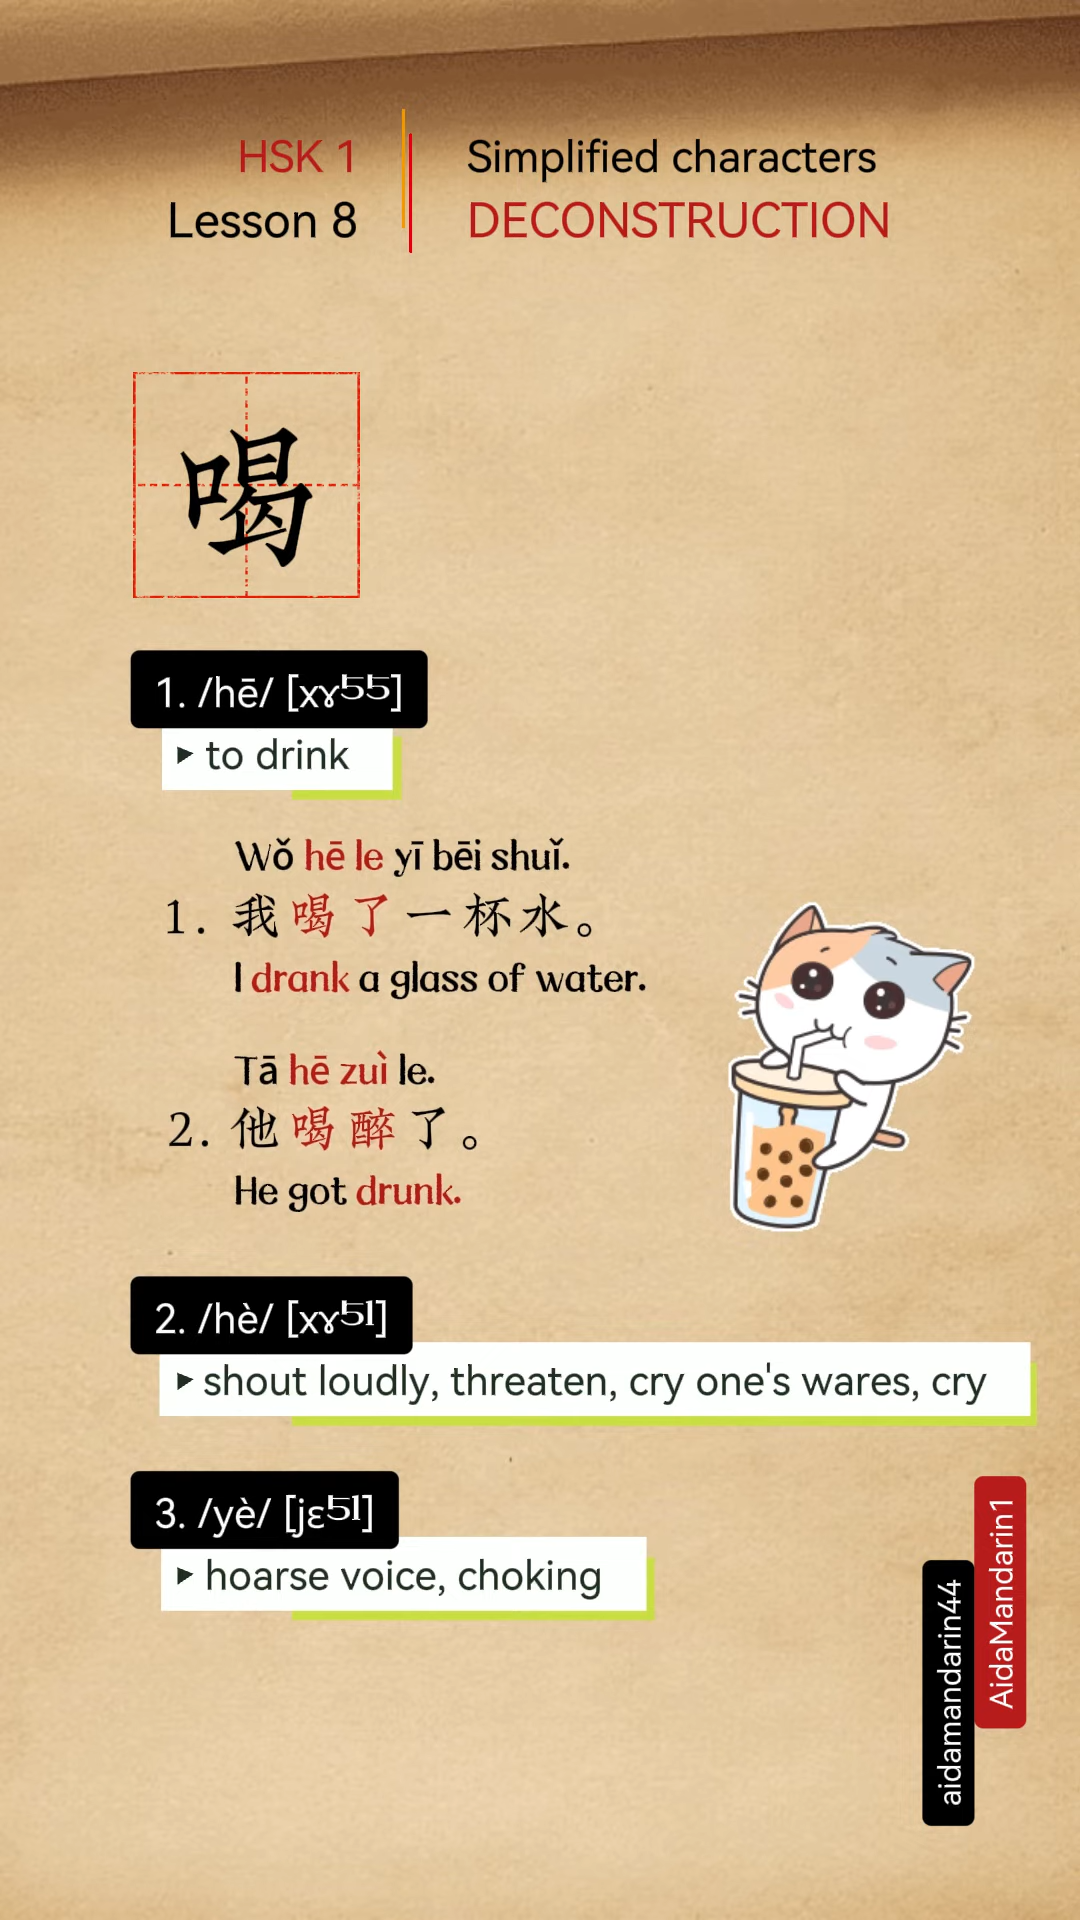 HSK 1
Lesson 8
Simplified characters
DECONSTRUCTION
喝
1. /hē/ [xɤ55]
▸ to drink
Wǒ hē le yī bēi shuǐ.
1. 我喝了一杯水。
I drank a glass of water.
Tā hē zuì le.
2. 他喝醉了。
He got drunk.
2. /hè/ [xɤ51]
▸ shout loudly, threaten, cry one's wares, cry
3. /yè/ [jɛ51]
▸ hoarse voice, choking
aidamandarin44
AidaMandarin1